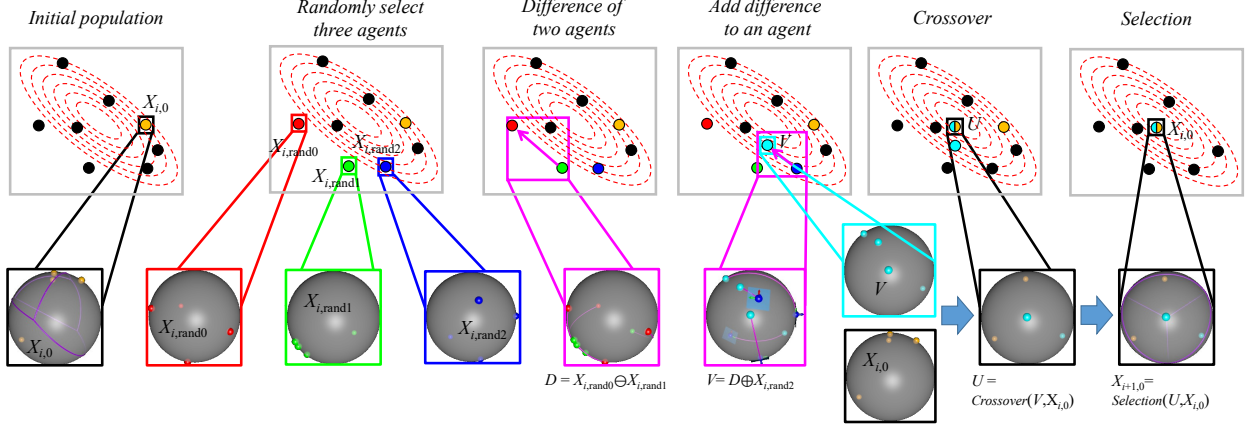 Initial population
Randomly select
three agents
Difference of
two agents
Add difference
to an agent
Crossover
Selection
X_{i,0}
X_{i,rand0}
X_{i,rand2}
X_{i,rand1}
V
U
X_{i,0}
X_{i,0}
X_{i,rand0}
X_{i,rand1}
X_{i,rand2}
V
X_{i,0}
D = X_{i,rand0}⊖X_{i,rand1}
V= D⊕X_{i,rand2}
U =
Crossover(V,X_{i,0})
X_{i+1,0}=
Selection(U,X_{i,0})